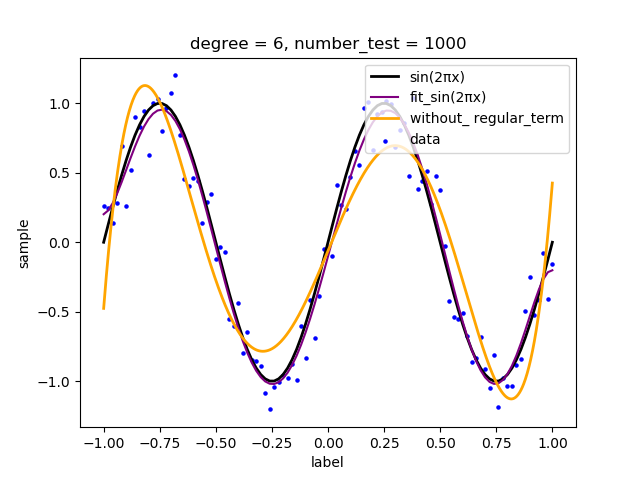 degree = 6, number_test = 1000
sin(2πx)
fit_sin(2πx)
without_ regular_term
data
1.0
0.5
0.0
−0.5
−1.0
sample
−1.00 −0.75 −0.50 −0.25 0.00 0.25 0.50 0.75 1.00
label